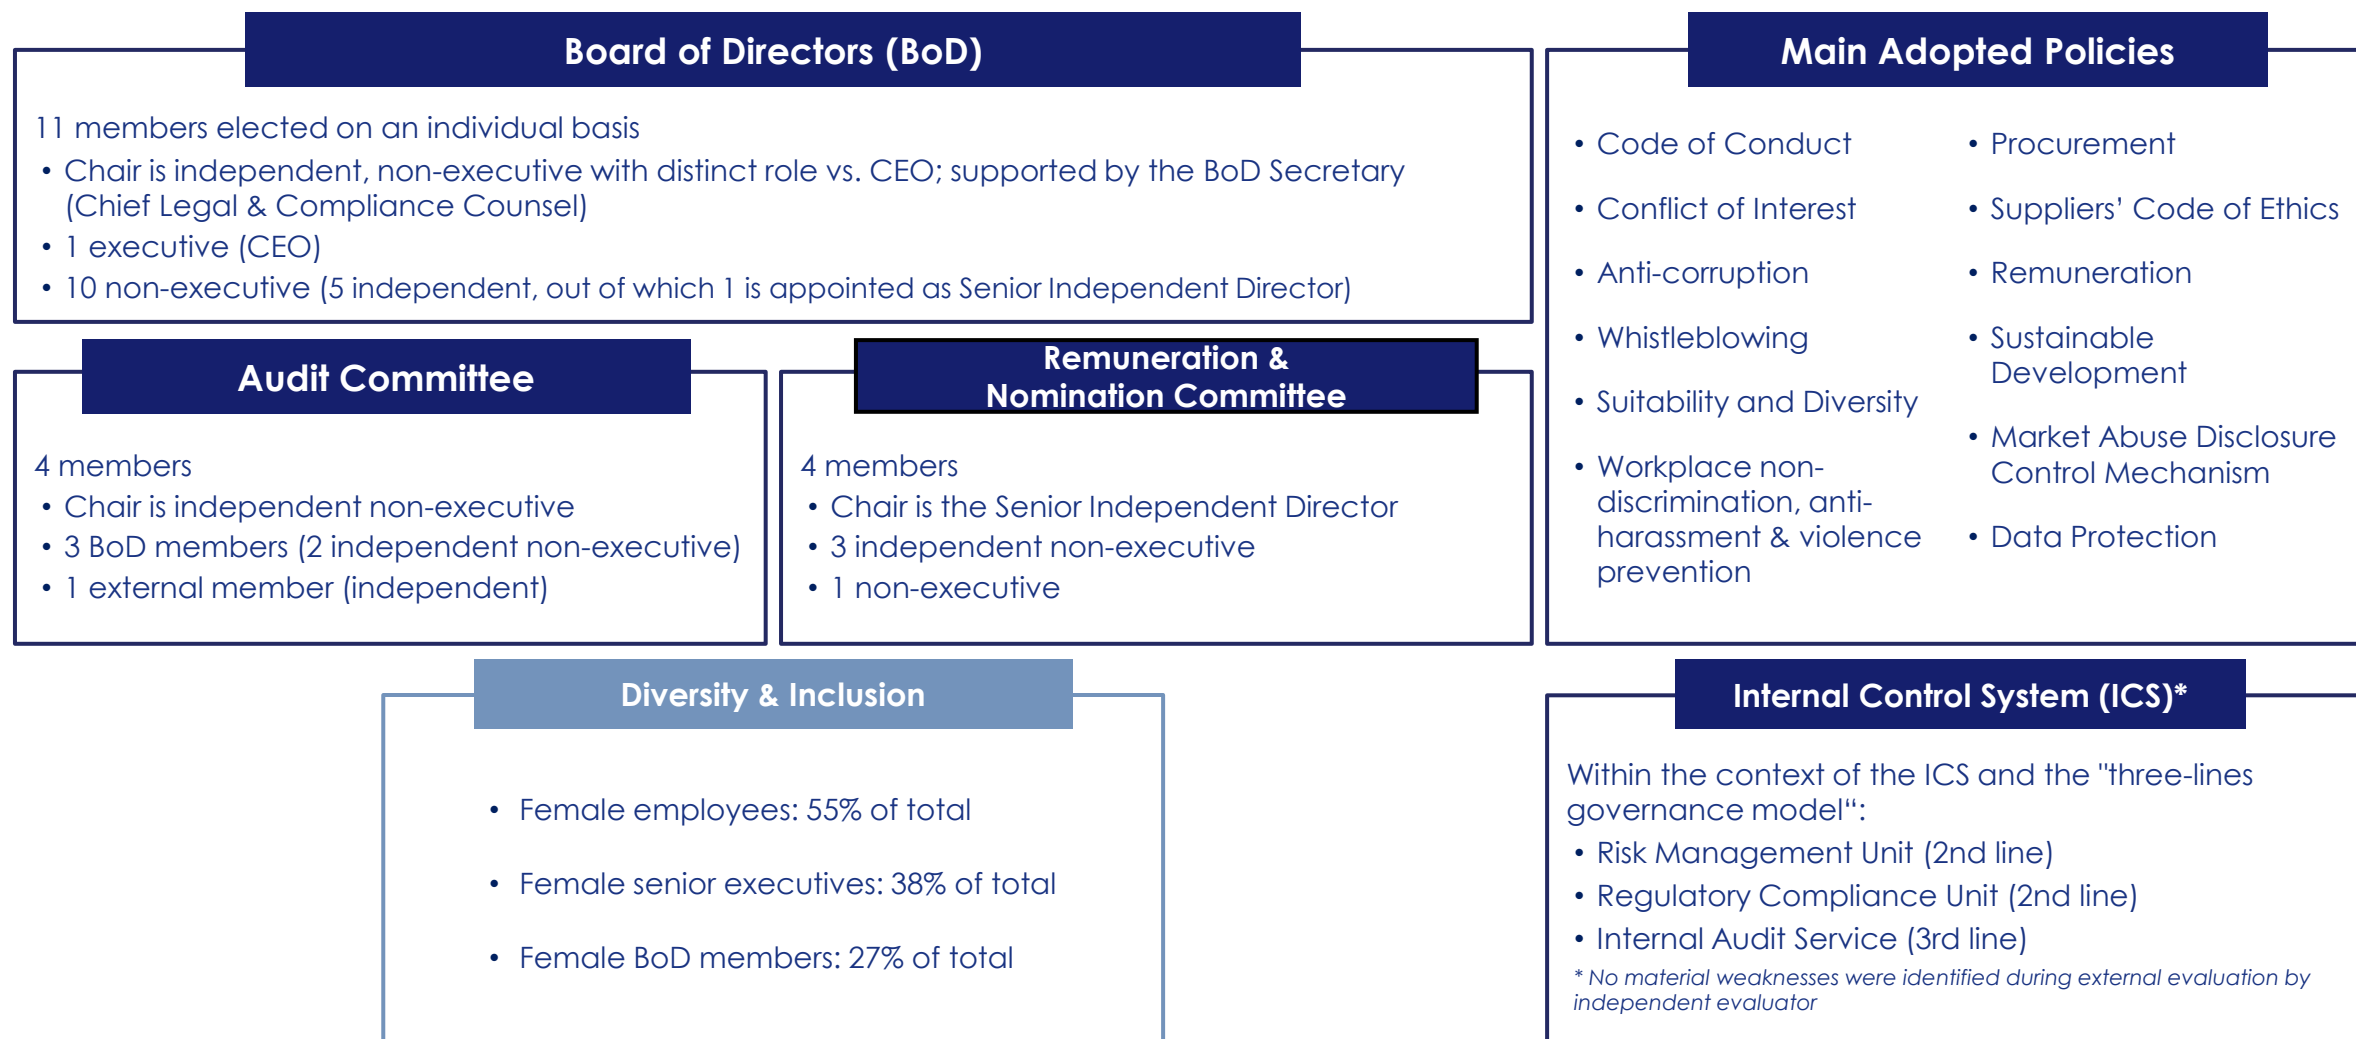 Board of Directors (BoD)
11 members elected on an individual basis
• Chair is independent, non-executive with distinct role vs. CEO; supported by the BoD Secretary
(Chief Legal & Compliance Counsel)
• 1 executive (CEO)
• 10 non-executive (5 independent, out of which 1 is appointed as Senior Independent Director)
Audit Committee
4 members
• Chair is independent non-executive
• 3 BoD members (2 independent non-executive)
• 1 external member (independent)
Remuneration &
Nomination Committee
4 members
• Chair is the Senior Independent Director
• 3 independent non-executive
• 1 non-executive
Main Adopted Policies
• Code of Conduct
• Conflict of Interest
• Anti-corruption
• Whistleblowing
• Suitability and Diversity
• Workplace non-
discrimination, anti-
harassment & violence
prevention
• Procurement
• Suppliers’ Code of Ethics
• Remuneration
• Sustainable
Development
• Market Abuse Disclosure
Control Mechanism
• Data Protection
Diversity & Inclusion
• Female employees: 55% of total
• Female senior executives: 38% of total
• Female BoD members: 27% of total
Internal Control System (ICS)*
Within the context of the ICS and the "three-lines
governance model“:
• Risk Management Unit (2nd line)
• Regulatory Compliance Unit (2nd line)
• Internal Audit Service (3rd line)
* No material weaknesses were identified during external evaluation by
independent evaluator